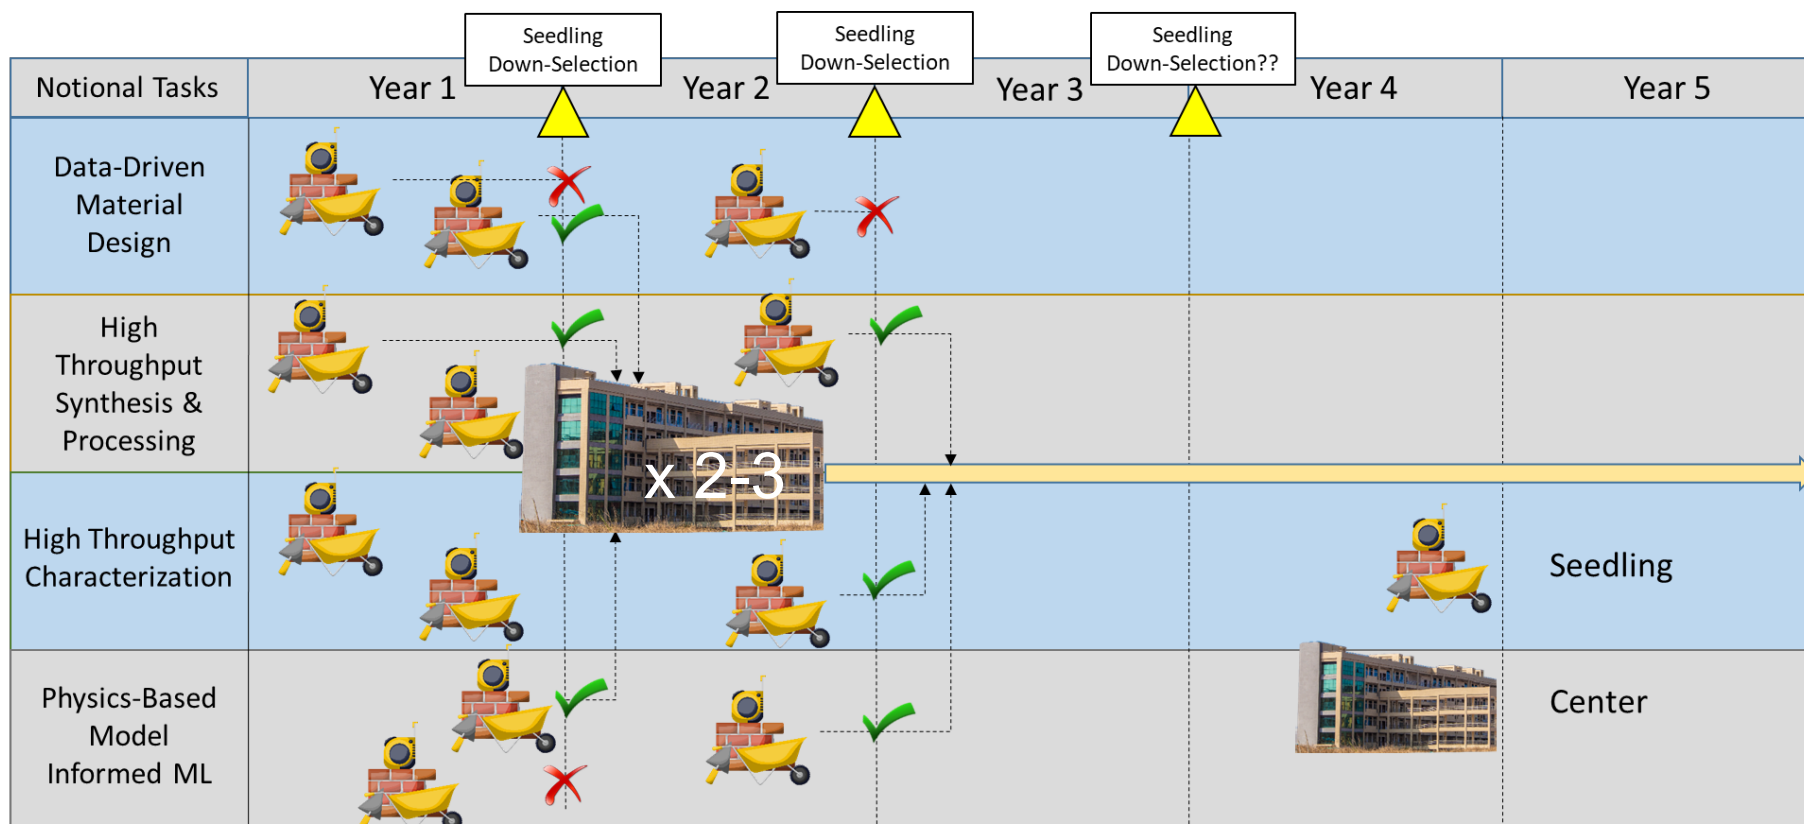 Seedling
Down-Selection
Seedling
Down-Selection
Seedling
Down-Selection??
Notional Tasks
Year 1
Year 2
Year 3
Year 4
Year 5
Data-Driven
Material
Design
High
Throughput
Synthesis &
Processing
x 2-3
High Throughput
Characterization
Seedling
Physics-Based
Model
Informed ML
Center